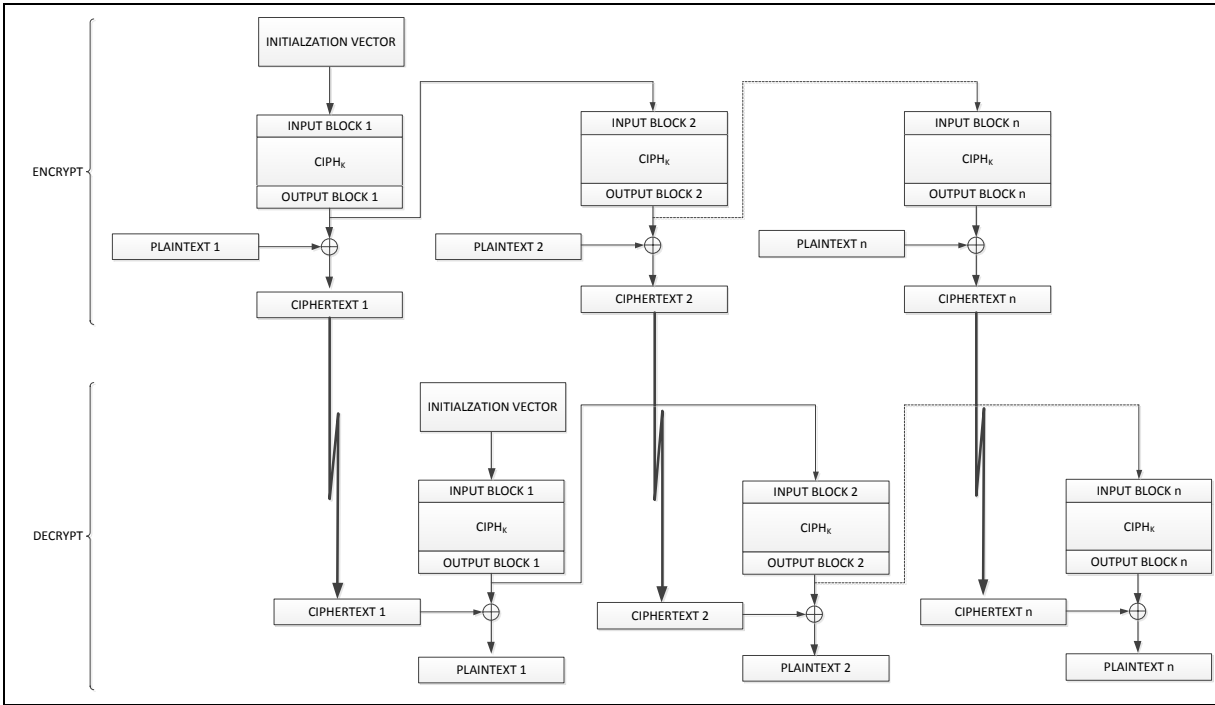 INITIALZATION VECTOR
INPUT BLOCK 1
CIPHK
OUTPUT BLOCK 1
INPUT BLOCK 2
CIPHK
OUTPUT BLOCK 2
INPUT BLOCK n
CIPHK
OUTPUT BLOCK n
ENCRYPT
PLAINTEXT 1
PLAINTEXT 2
PLAINTEXT n
CIPHERTEXT 1
CIPHERTEXT 2
CIPHERTEXT n
INITIALZATION VECTOR
INPUT BLOCK 1
CIPHK
OUTPUT BLOCK 1
INPUT BLOCK 2
CIPHK
OUTPUT BLOCK 2
INPUT BLOCK n
CIPHK
OUTPUT BLOCK n
DECRYPT
CIPHERTEXT 1
CIPHERTEXT 2
CIPHERTEXT n
PLAINTEXT 1
PLAINTEXT 2
PLAINTEXT n